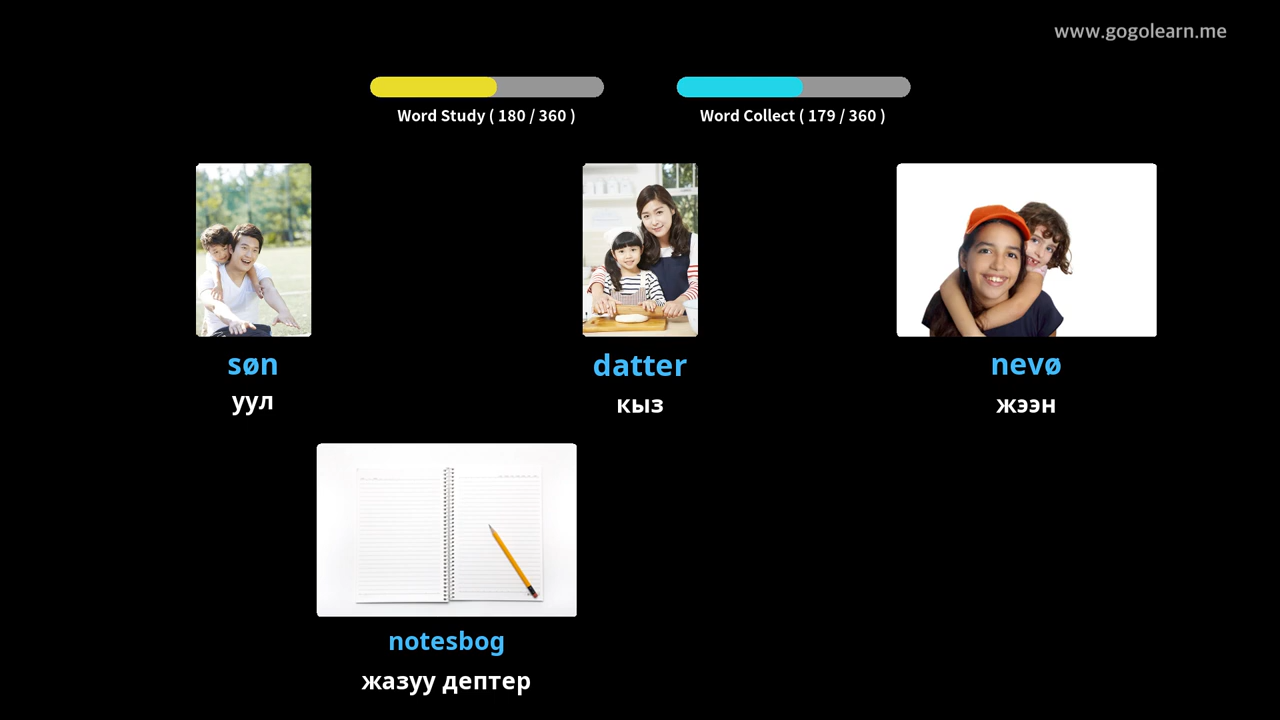 www.gogolearn.me
Word Study ( 180 / 360 )
Word Collect ( 179 / 360 )
søn
уул
datter
кыз
nevø
жээн
notesbog
жазуу дептер